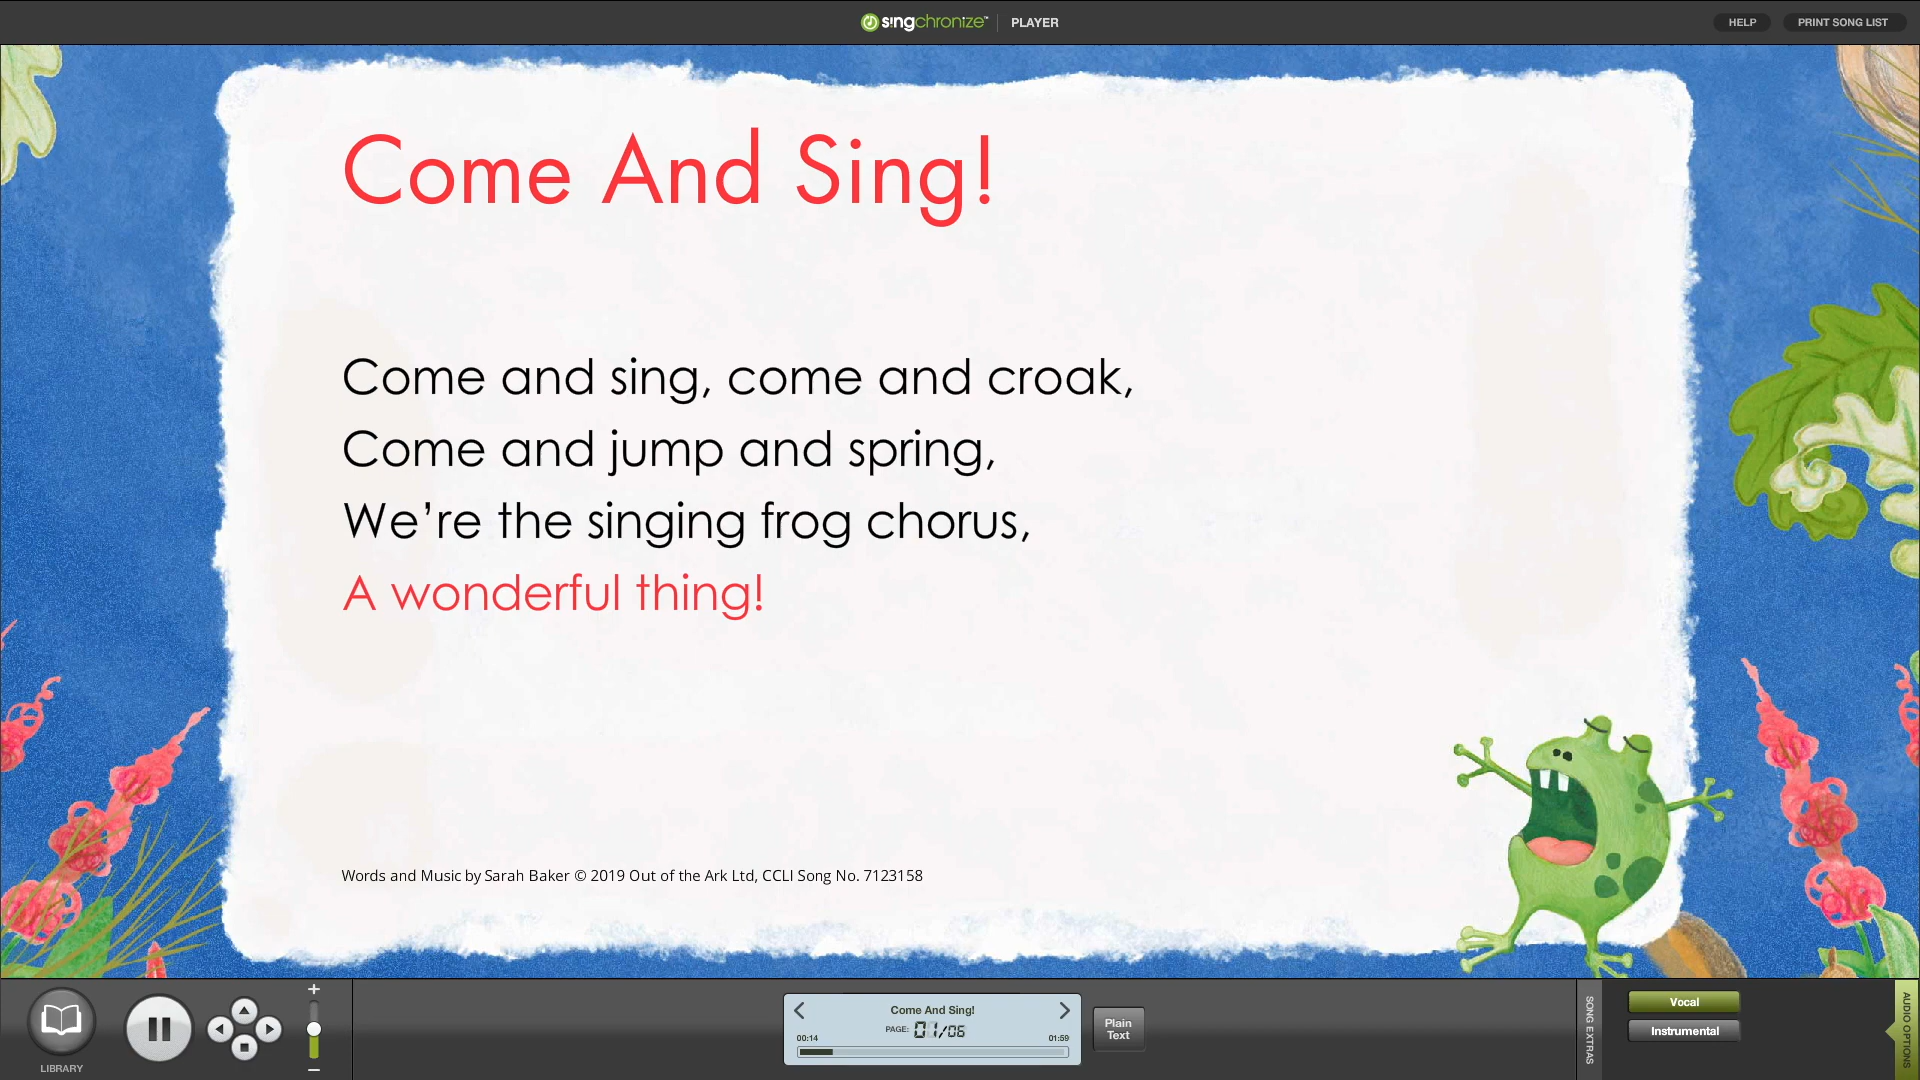 singchronize™ PLAYER
HELP
PRINT SONG LIST
Come And Sing!
Come and sing, come and croak,
Come and jump and spring,
We’re the singing frog chorus,
A wonderful thing!
Words and Music by Sarah Baker © 2019 Out of the Ark Ltd, CCLI Song No. 7123158
LIBRARY
+
−
Come And Sing!
PAGE: 01/06
00:14
01:59
Plain
Text
SONG EXTRAS
Vocal
Instrumental
AUDIO OPTIONS